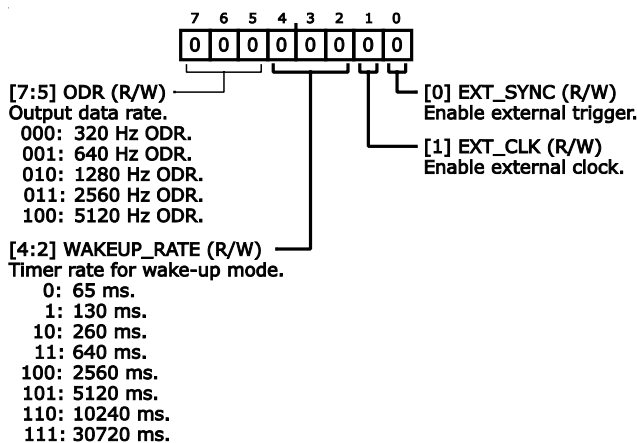 7 6 5 4 3 2 1 0
0 0 0 0 0 0 0 0
[7:5] ODR (R/W)
Output data rate.
000: 320 Hz ODR.
001: 640 Hz ODR.
010: 1280 Hz ODR.
011: 2560 Hz ODR.
100: 5120 Hz ODR.
[4:2] WAKEUP_RATE (R/W)
Timer rate for wake-up mode.
0: 65 ms.
1: 130 ms.
10: 260 ms.
11: 640 ms.
100: 2560 ms.
101: 5120 ms.
110: 10240 ms.
111: 30720 ms.
[0] EXT_SYNC (R/W)
Enable external trigger.
[1] EXT_CLK (R/W)
Enable external clock.